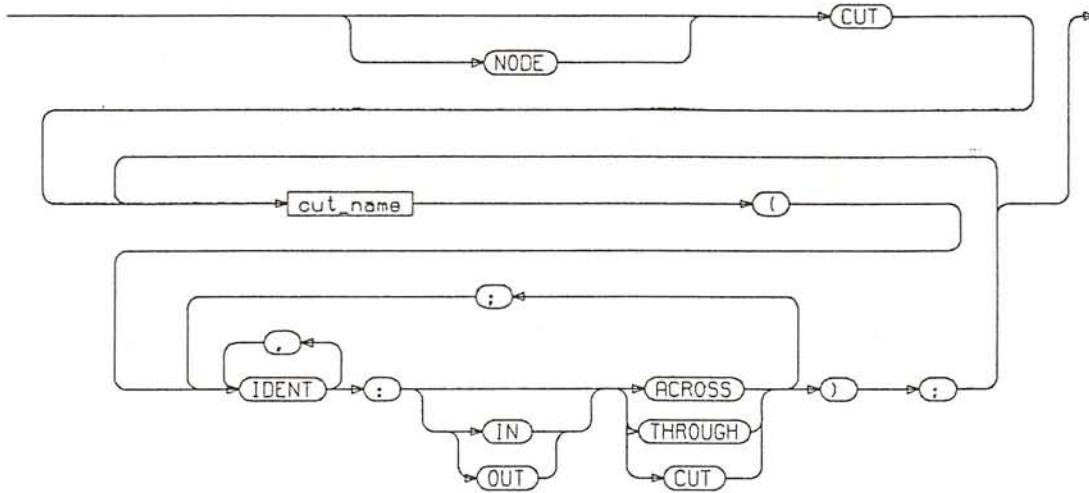 CUT
NODE
cut_name (
;
,
IDENT : ACROSS ) ;
IN THROUGH
OUT CUT